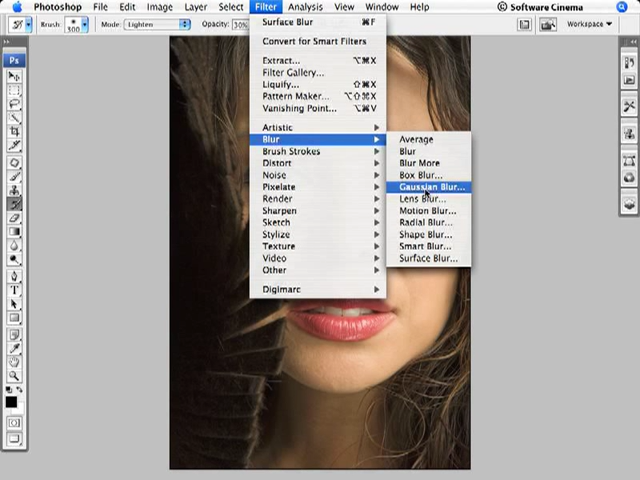 Photoshop File Edit Image Layer Select Filter Analysis View Window Help © Software Cinema
Brush: 300 Mode: Lighten Opacity: 30% Workspace
Ps
Surface Blur ⌘F
Convert for Smart Filters
Extract... ⌥⌘X
Filter Gallery...
Liquify... ⇧⌘X
Pattern Maker... ⌥⇧⌘X
Vanishing Point... ⌥⌘V
Artistic
Blur
Brush Strokes
Distort
Noise
Pixelate
Render
Sharpen
Sketch
Stylize
Texture
Video
Other
Digimarc
Average
Blur
Blur More
Box Blur...
Gaussian Blur...
Lens Blur...
Motion Blur...
Radial Blur...
Shape Blur...
Smart Blur...
Surface Blur...